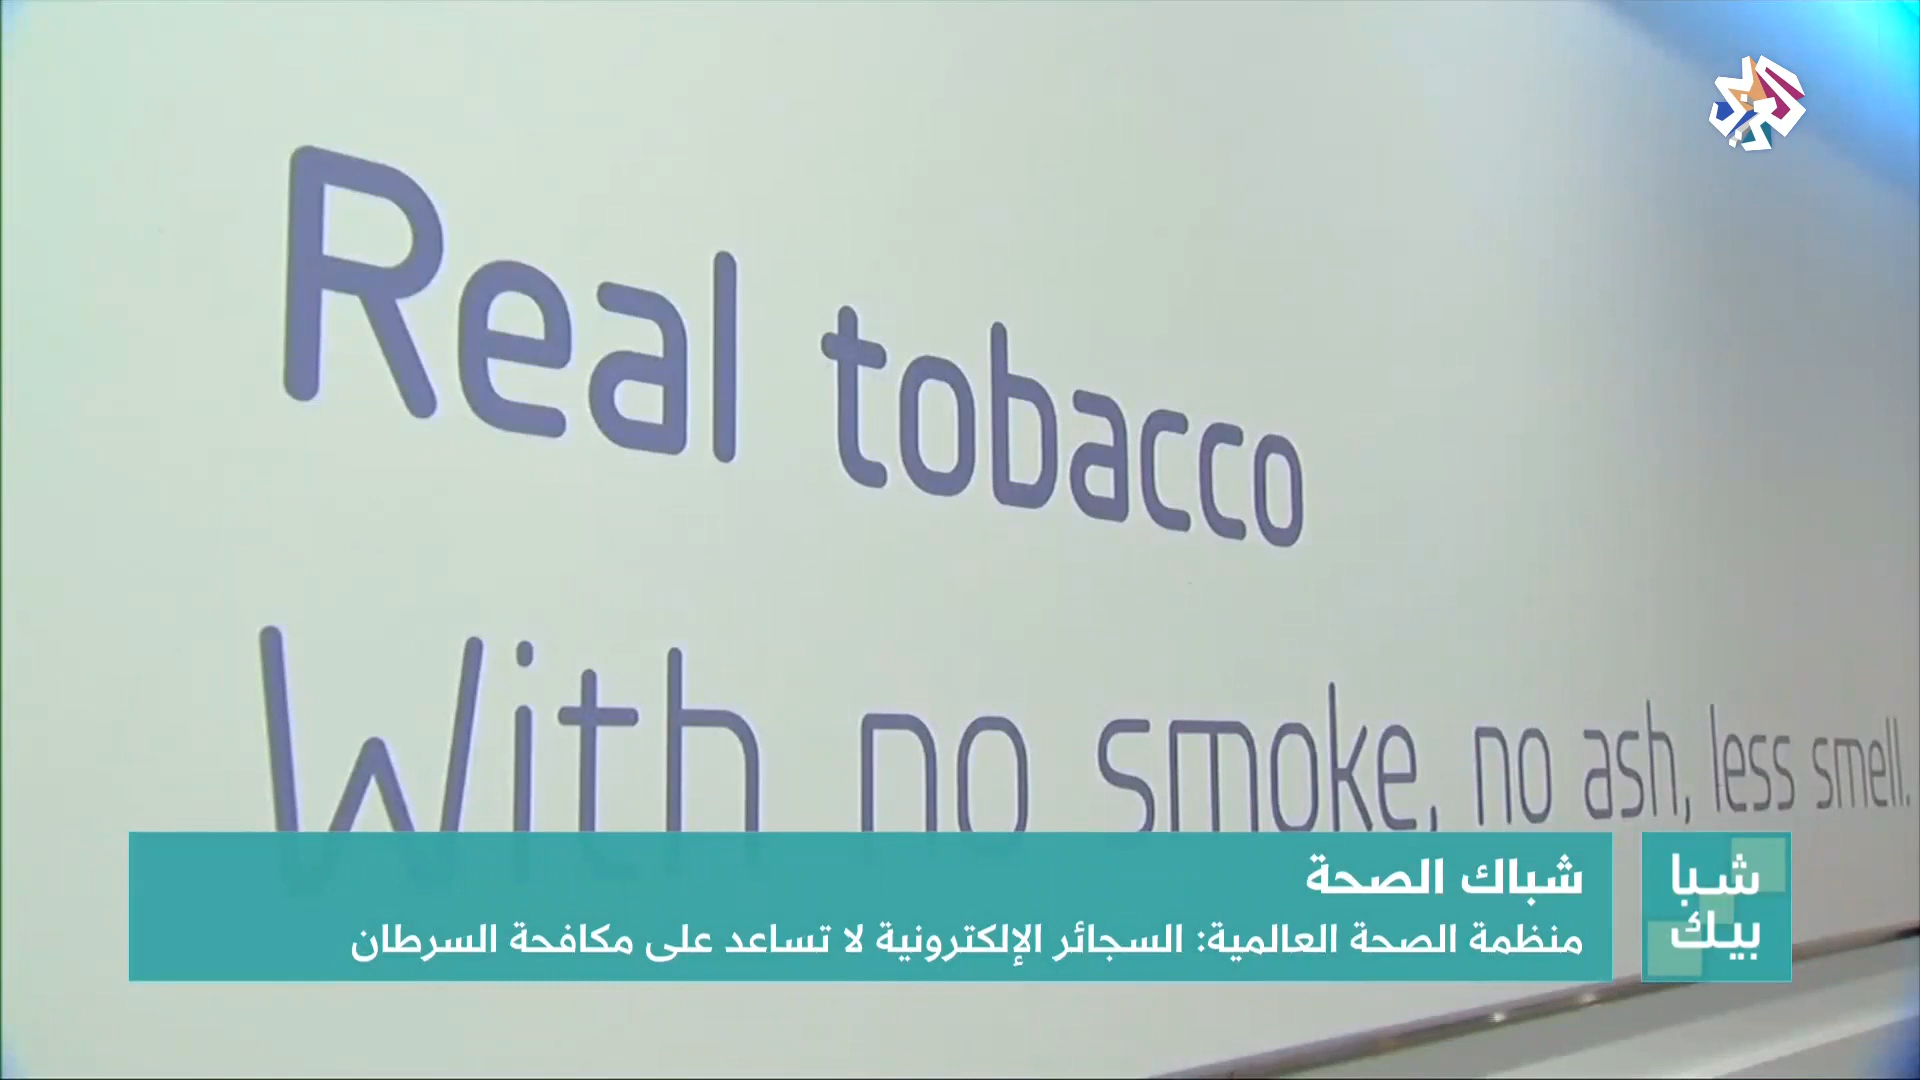 Real tobacco
With no smoke, no ash, less smell.
شباك الصحة
منظمة الصحة العالمية: السجائر الإلكترونية لا تساعد على مكافحة السرطان
شبا
بيك
العربي